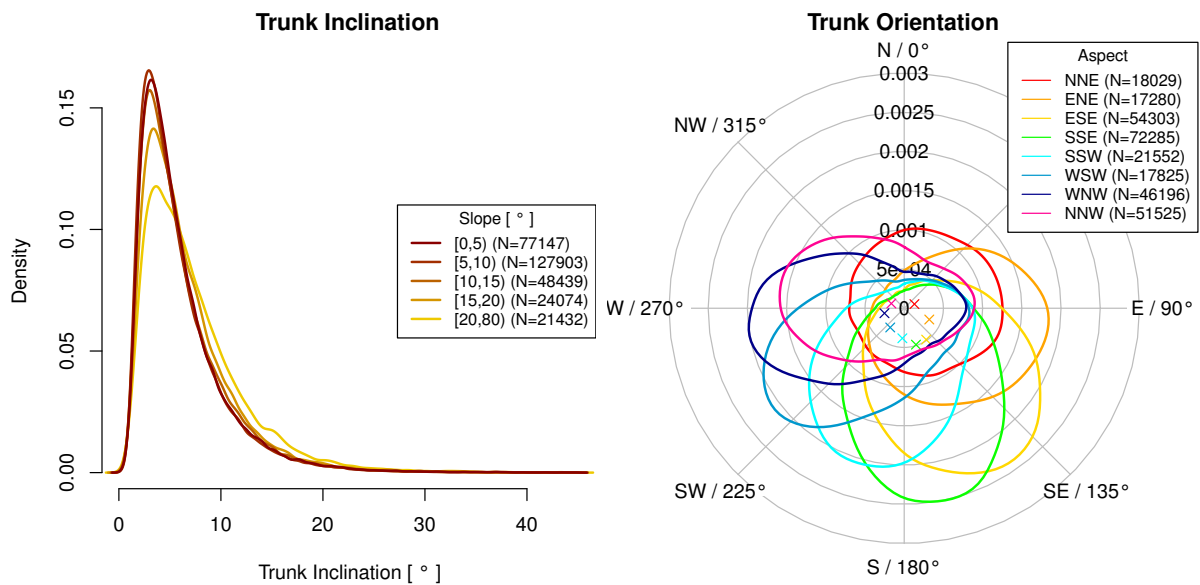 Trunk Inclination
Density
0.00
0.05
0.10
0.15
0
10
20
30
40
Trunk Inclination [ ° ]
Slope [ ° ]
[0,5) (N=77147)
[5,10) (N=127903)
[10,15) (N=48439)
[15,20) (N=24074)
[20,80) (N=21432)
Trunk Orientation
N / 0°
0.003
0.0025
0.002
0.0015
0.001
5e−04
0
NW / 315°
W / 270°
E / 90°
SW / 225°
SE / 135°
S / 180°
Aspect
NNE (N=18029)
ENE (N=17280)
ESE (N=54303)
SSE (N=72285)
SSW (N=21552)
WSW (N=17825)
WNW (N=46196)
NNW (N=51525)